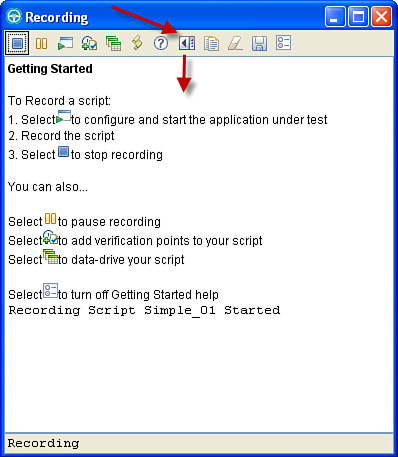 Recording
Getting Started
To Record a script:
1. Select to configure and start the application under test
2. Record the script
3. Select to stop recording
You can also...
Select to pause recording
Select to add verification points to your script
Select to data-drive your script
Select to turn off Getting Started help
Recording Script Simple_01 Started
Recording